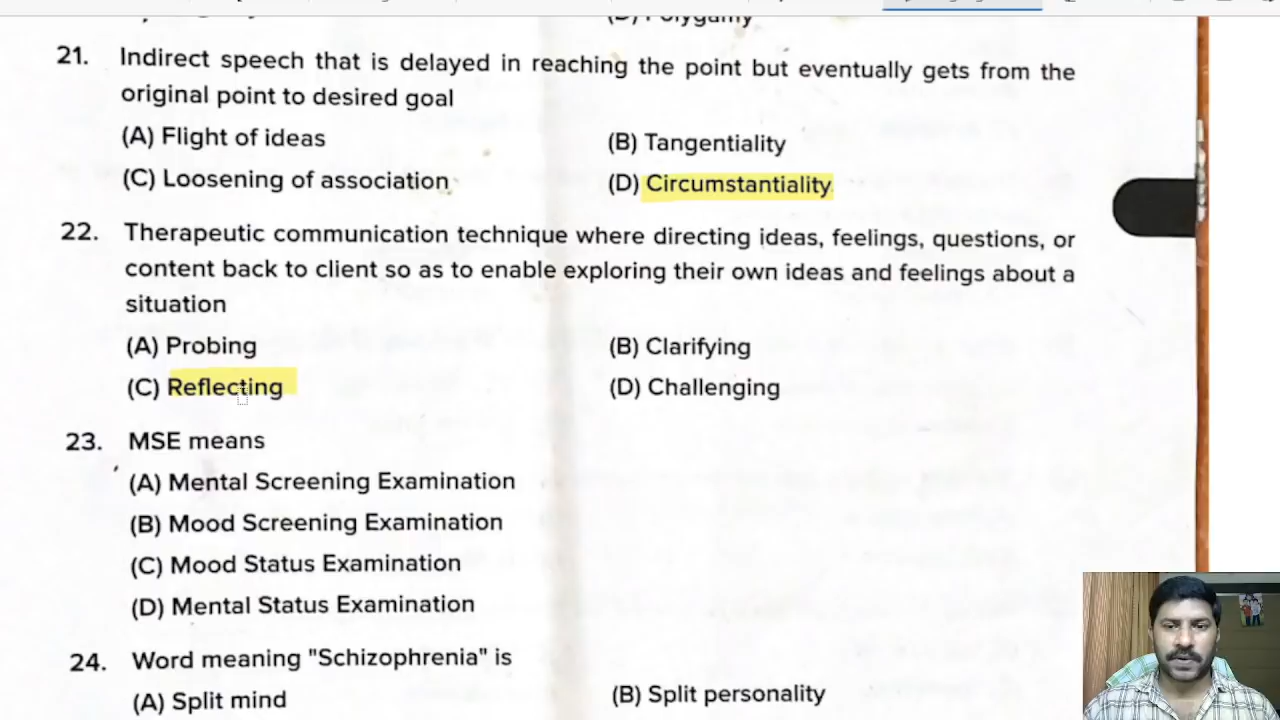 21. Indirect speech that is delayed in reaching the point but eventually gets from the
original point to desired goal
(A) Flight of ideas (B) Tangentiality
(C) Loosening of association (D) Circumstantiality
22. Therapeutic communication technique where directing ideas, feelings, questions, or
content back to client so as to enable exploring their own ideas and feelings about a
situation
(A) Probing (B) Clarifying
(C) Reflecting (D) Challenging
23. MSE means
(A) Mental Screening Examination
(B) Mood Screening Examination
(C) Mood Status Examination
(D) Mental Status Examination
24. Word meaning "Schizophrenia" is
(A) Split mind (B) Split personality